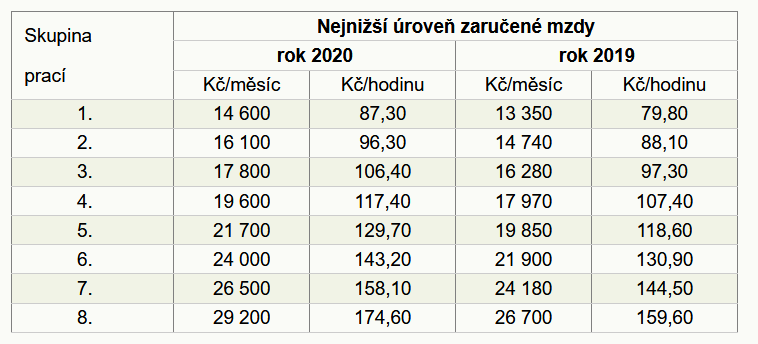 Skupina
prací
Nejnižší úroveň zaručené mzdy
rok 2020 rok 2019
Kč/měsíc Kč/hodinu Kč/měsíc Kč/hodinu
1. 14 600 87,30 13 350 79,80
2. 16 100 96,30 14 740 88,10
3. 17 800 106,40 16 280 97,30
4. 19 600 117,40 17 970 107,40
5. 21 700 129,70 19 850 118,60
6. 24 000 143,20 21 900 130,90
7. 26 500 158,10 24 180 144,50
8. 29 200 174,60 26 700 159,60